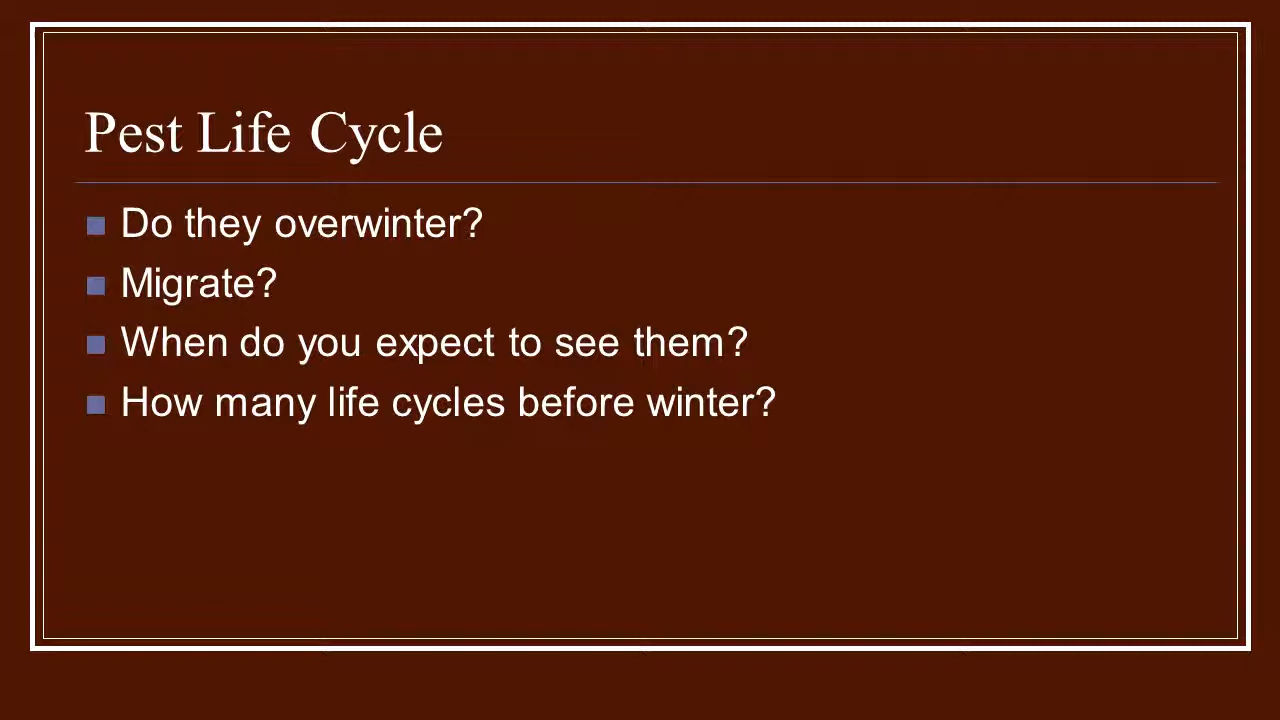 Pest Life Cycle
Do they overwinter?
Migrate?
When do you expect to see them?
How many life cycles before winter?